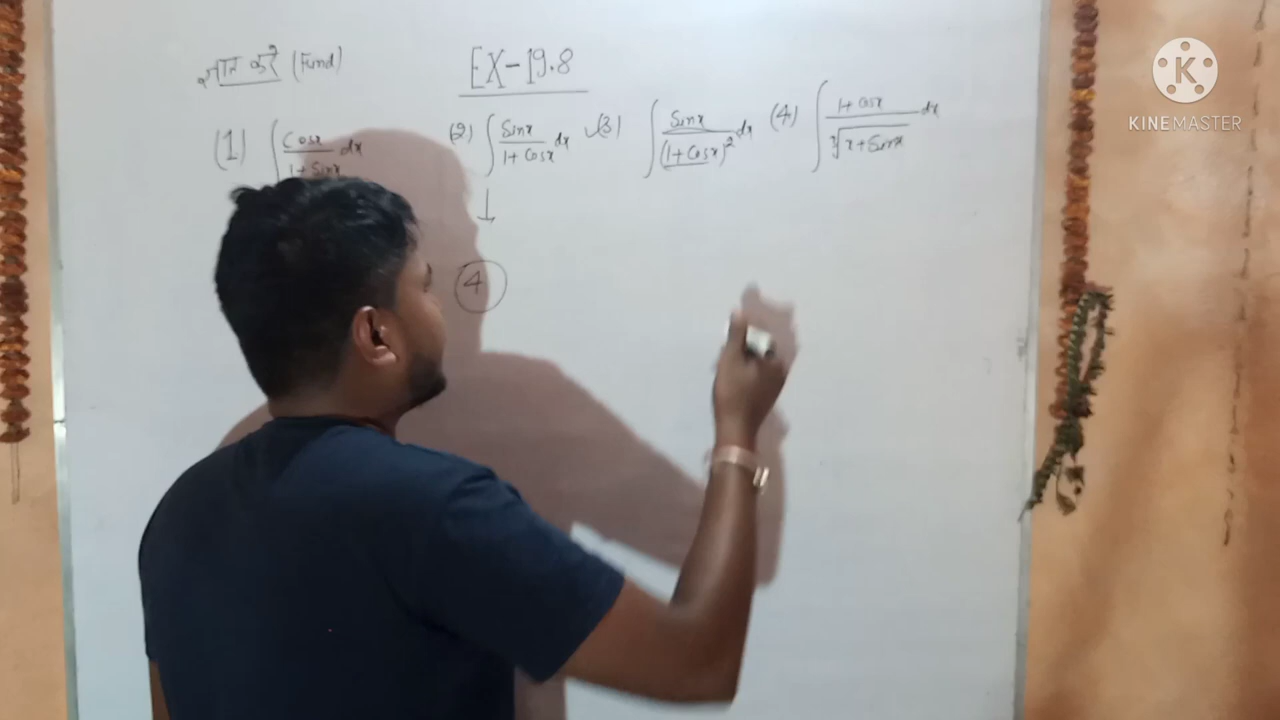 ज्ञात करें (Find)
EX-19.8
(1) ∫ Cosx / 1+Sinx dx
(2) ∫ Sinx / 1+Cosx dx
(3) ∫ Sinx / (1+Cosx)² dx
(4) ∫ 1+Cosx / ∛x+Sinx dx
↓
4
K
KINEMASTER